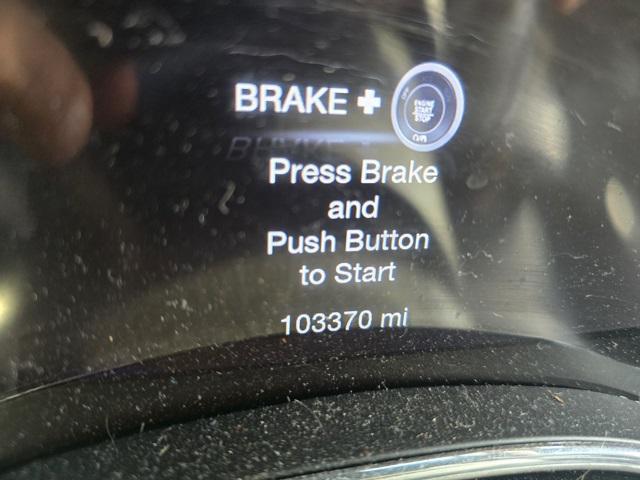 BRAKE +
ENGINE
START
STOP
Press Brake
and
Push Button
to Start
103370 mi